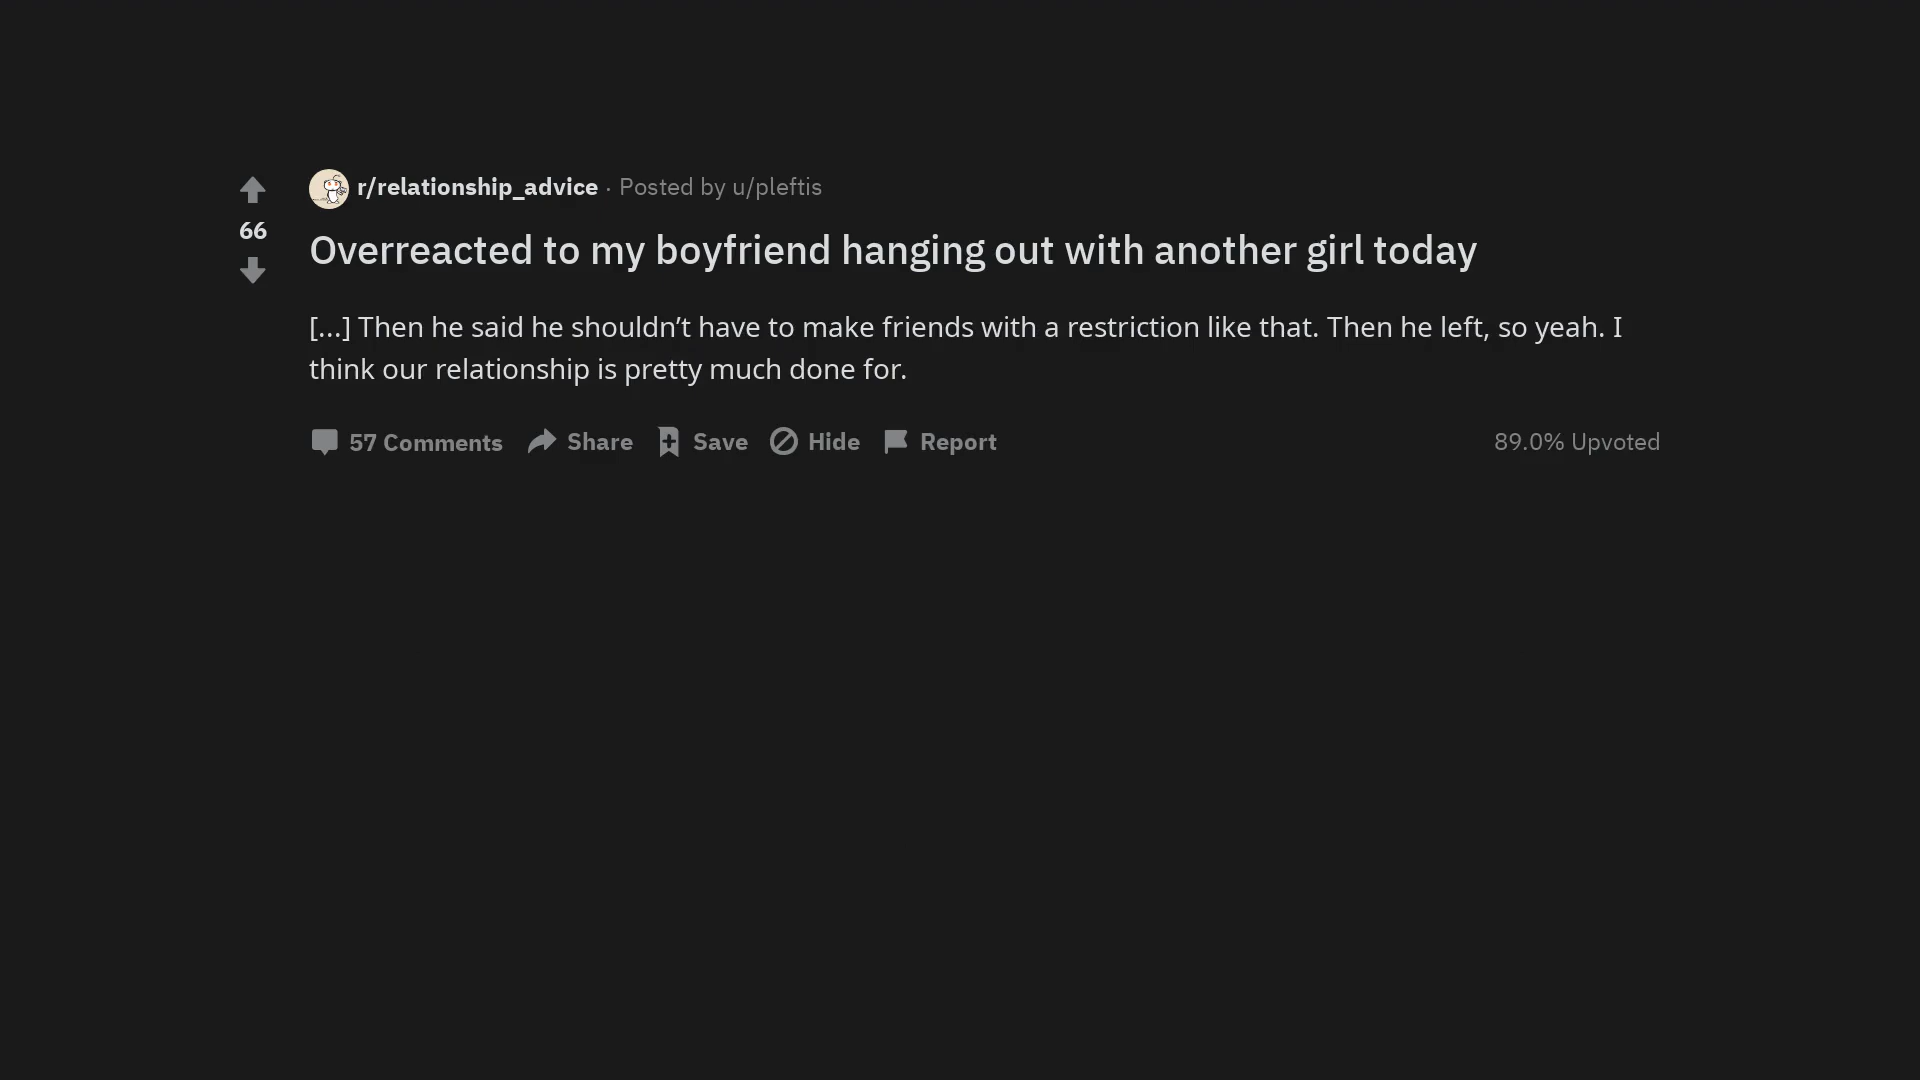 r/relationship_advice · Posted by u/pleftis
66
Overreacted to my boyfriend hanging out with another girl today
[...] Then he said he shouldn’t have to make friends with a restriction like that. Then he left, so yeah. I
think our relationship is pretty much done for.
57 Comments Share Save Hide Report 89.0% Upvoted